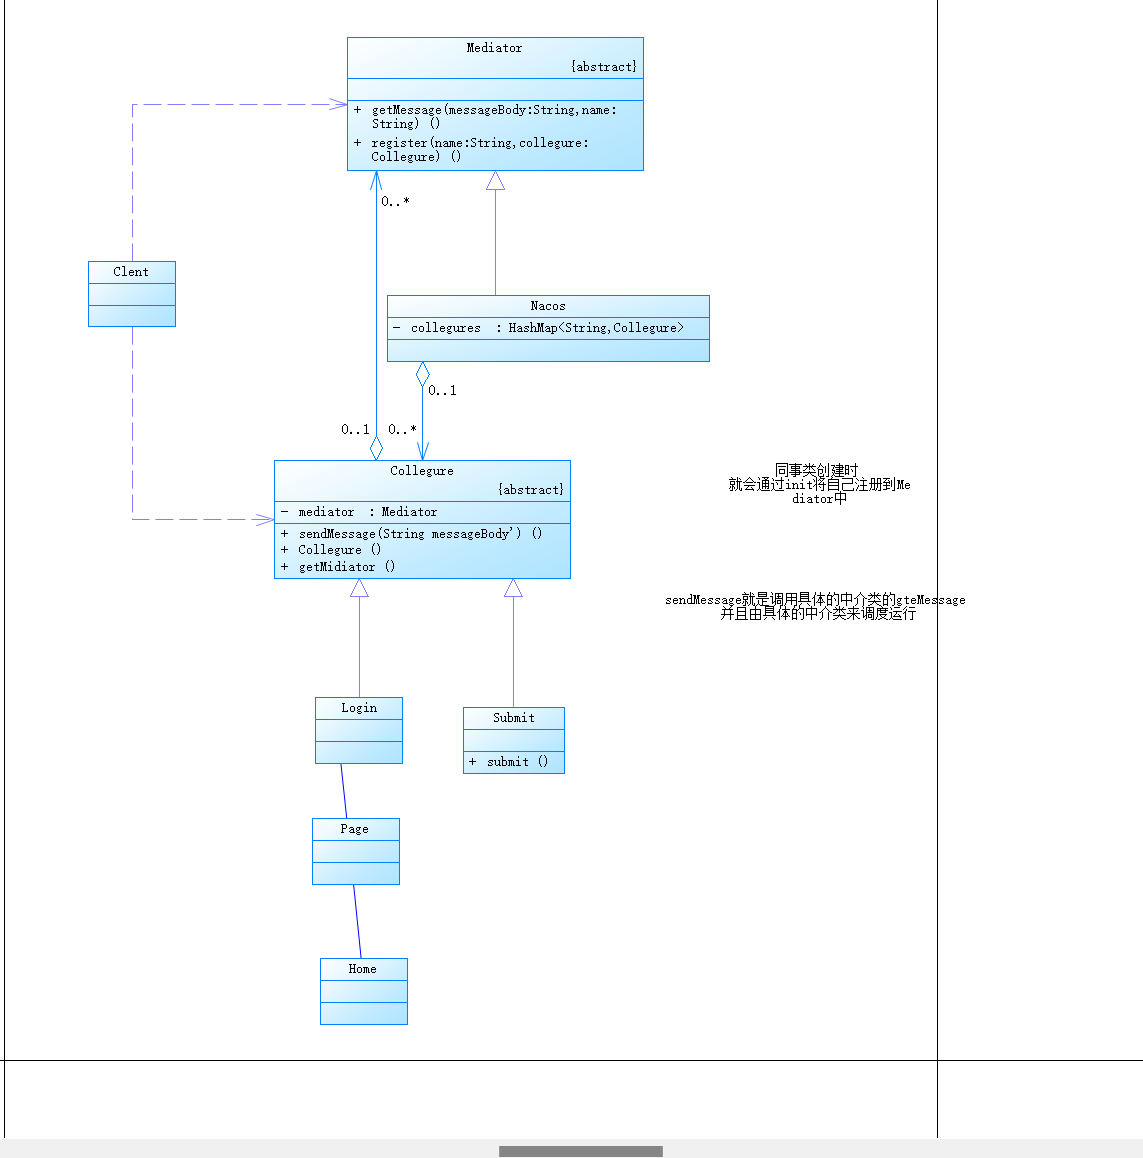 Mediator
{abstract}
+ getMessage(messageBody:String,name:
String) ()
+ register(name:String,collegure:
Collegure) ()
0..*
Clent
Nacos
- collegures : HashMap<String,Collegure>
0..1
0..1
0..*
Collegure
{abstract}
- mediator : Mediator
+ sendMessage(String messageBody') ()
+ Collegure ()
+ getMidiator ()
同事类创建时
就会通过init将自己注册到Me
diator中
sendMessage就是调用具体的中介类的gteMessage
并且由具体的中介类来调度运行
Login
Submit
+ submit ()
Page
Home